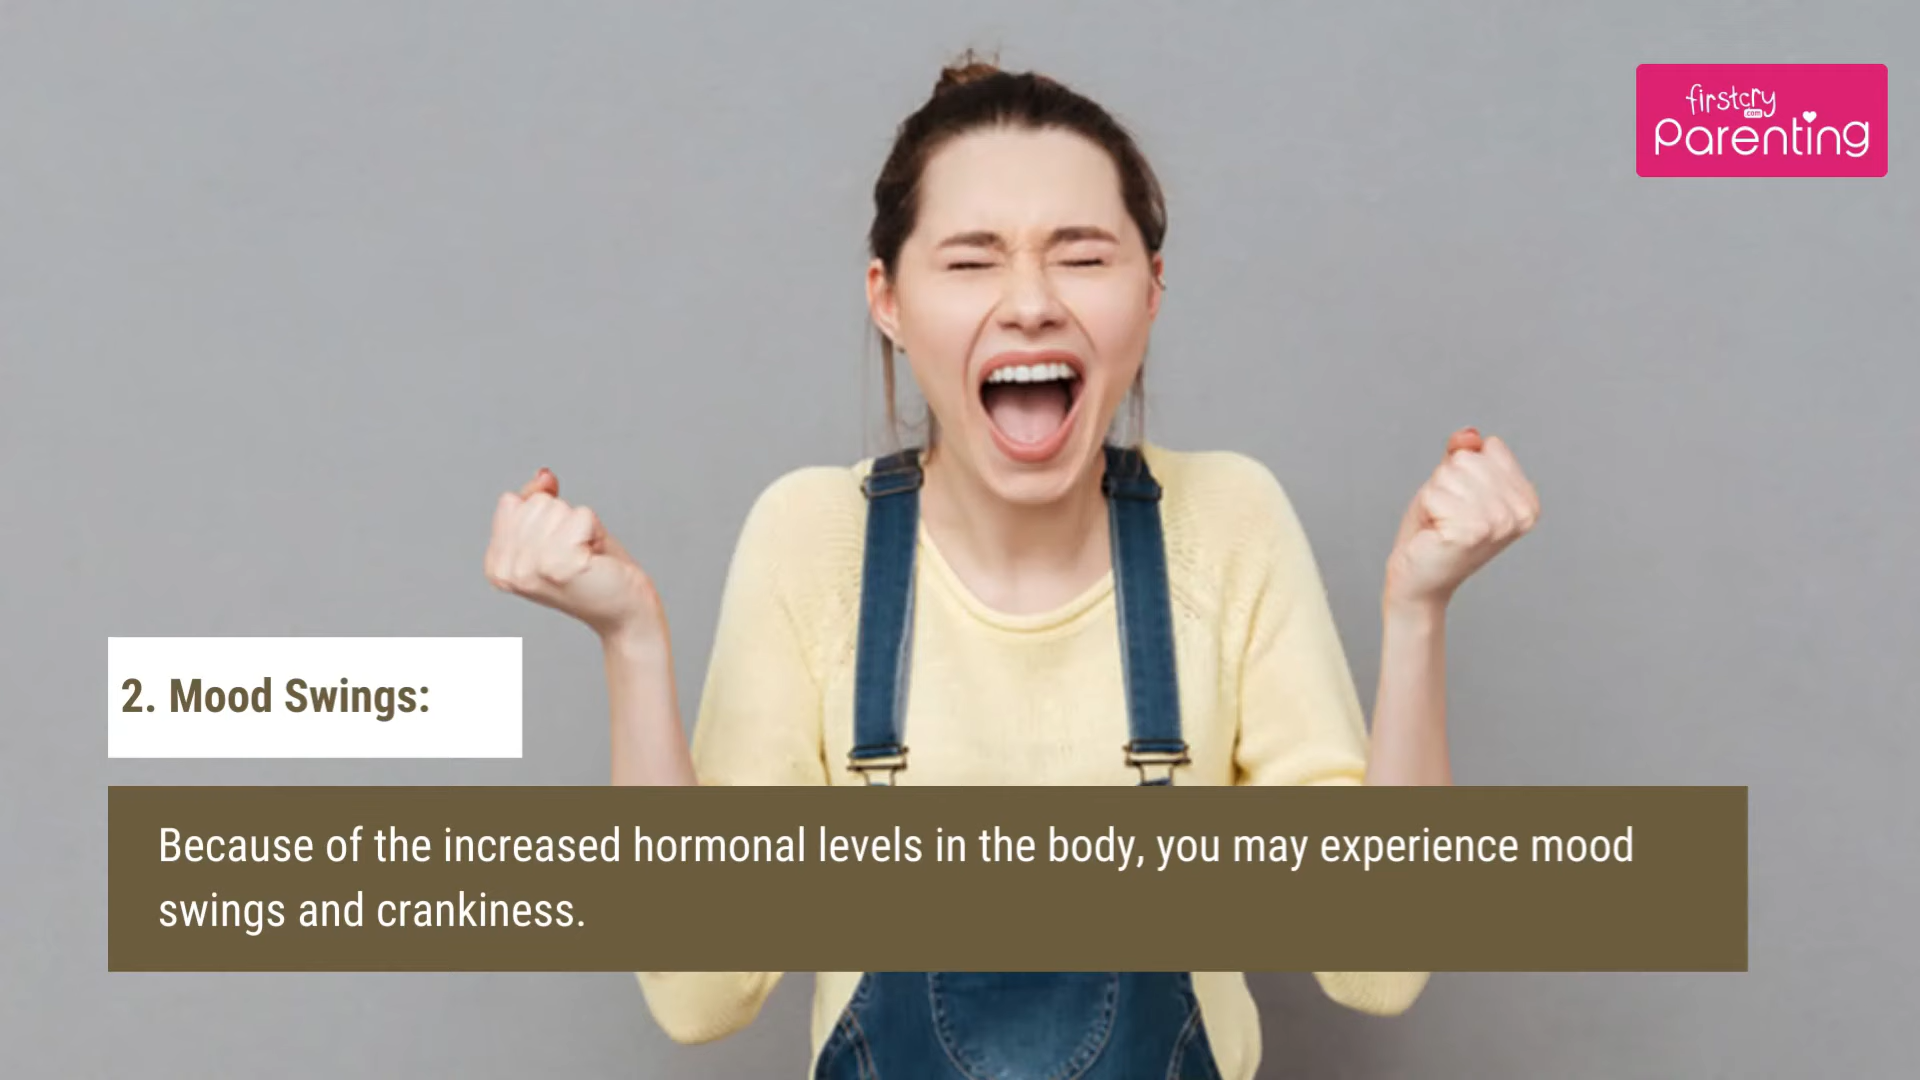 firstcry
.com
Parenting
2. Mood Swings:
Because of the increased hormonal levels in the body, you may experience mood
swings and crankiness.